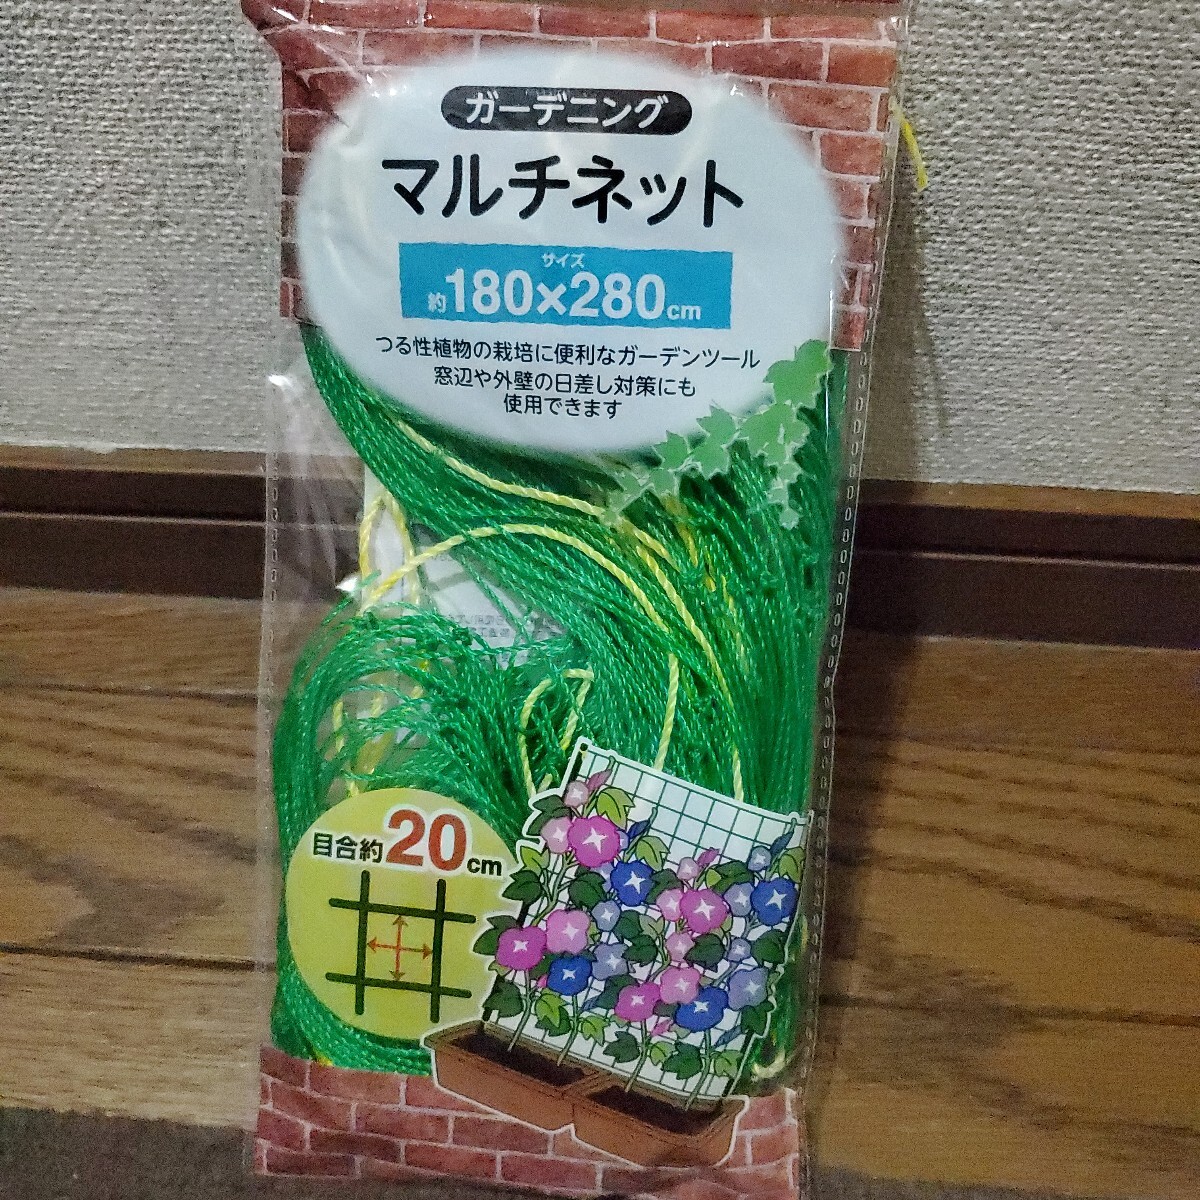 ガーデニング
マルチネット
サイズ
約180×280cm
つる性植物の栽培に便利なガーデンツール
窓辺や外壁の日差し対策にも
使用できます
目合約20cm